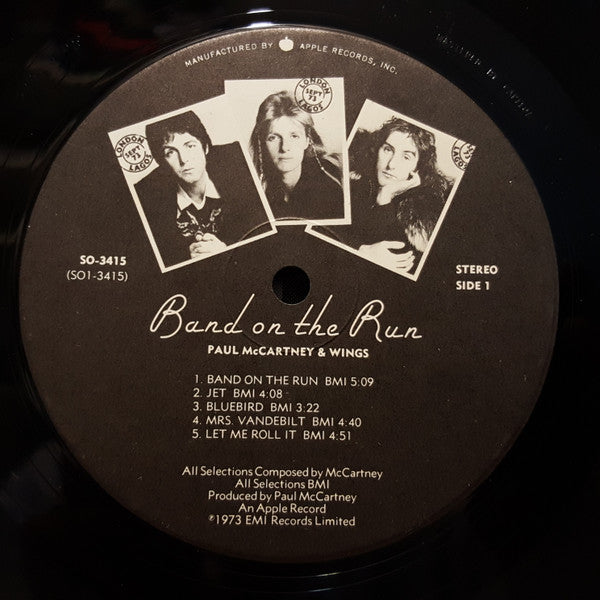 MANUFACTURED BY APPLE RECORDS, INC.
LONDON
SEPT
73
LAGOS
LONDON
SEPT
73
LAGOS
LONDON
73
LAGOS
SO-3415
(SO1-3415)
STEREO
SIDE 1
Band on the Run
PAUL McCARTNEY & WINGS
1. BAND ON THE RUN BMI 5:09
2. JET BMI 4:08
3. BLUEBIRD BMI 3:22
4. MRS. VANDEBILT BMI 4:40
5. LET ME ROLL IT BMI 4:51
All Selections Composed by McCartney
All Selections BMI
Produced by Paul McCartney
An Apple Record
℗1973 EMI Records Limited